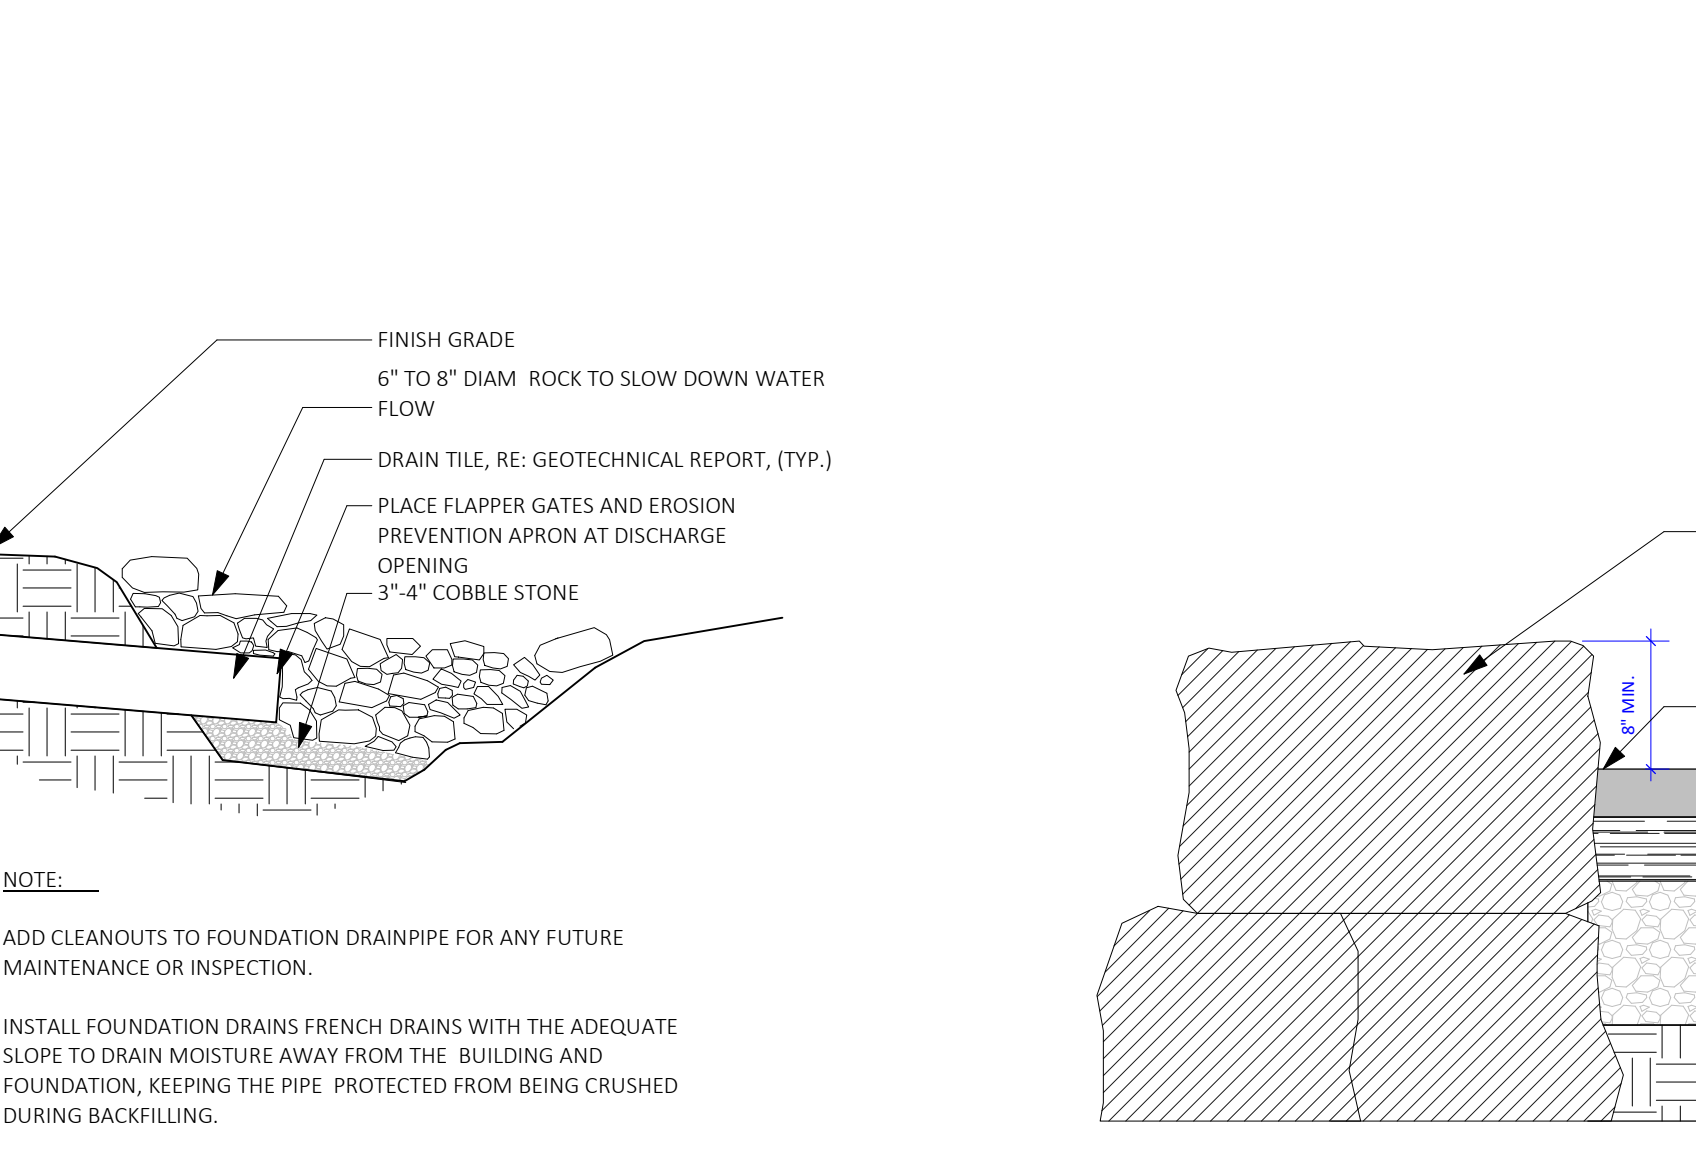 FINISH GRADE
6" TO 8" DIAM  ROCK TO SLOW DOWN WATER
FLOW
DRAIN TILE, RE: GEOTECHNICAL REPORT, (TYP.)
PLACE FLAPPER GATES AND EROSION
PREVENTION APRON AT DISCHARGE
OPENING
3"-4" COBBLE STONE
NOTE:
ADD CLEANOUTS TO FOUNDATION DRAINPIPE FOR ANY FUTURE
MAINTENANCE OR INSPECTION.
INSTALL FOUNDATION DRAINS FRENCH DRAINS WITH THE ADEQUATE
SLOPE TO DRAIN MOISTURE AWAY FROM THE  BUILDING AND
FOUNDATION, KEEPING THE PIPE  PROTECTED FROM BEING CRUSHED
DURING BACKFILLING.
8" MIN.